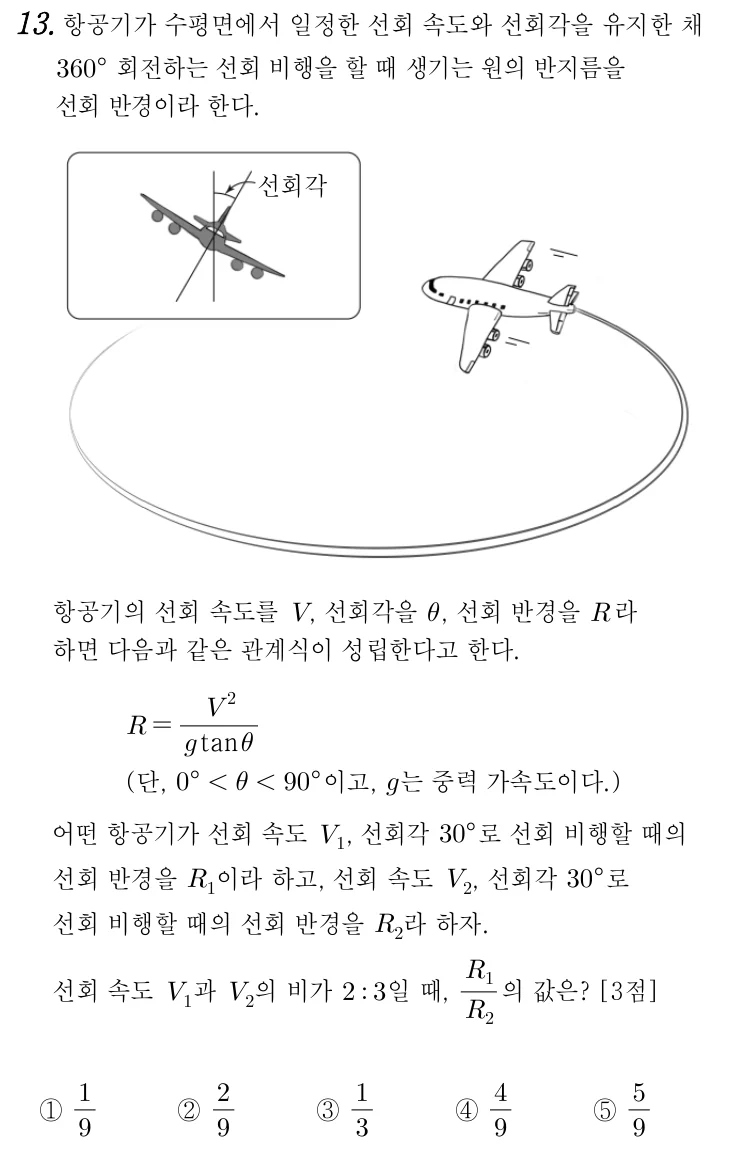 13. 항공기가 수평면에서 일정한 선회 속도와 선회각을 유지한 채
360° 회전하는 선회 비행을 할 때 생기는 원의 반지름을
선회 반경이라 한다.
선회각
항공기의 선회 속도를 V, 선회각을 θ, 선회 반경을 R라
하면 다음과 같은 관계식이 성립한다고 한다.
R = V² / (g tanθ)
(단, 0° < θ < 90°이고, g는 중력 가속도이다.)
어떤 항공기가 선회 속도 V₁, 선회각 30°로 선회 비행할 때의
선회 반경을 R₁이라 하고, 선회 속도 V₂, 선회각 30°로
선회 비행할 때의 선회 반경을 R₂라 하자.
선회 속도 V₁과 V₂의 비가 2 : 3일 때, R₁/R₂의 값은? [3점]
① 1/9 ② 2/9 ③ 1/3 ④ 4/9 ⑤ 5/9